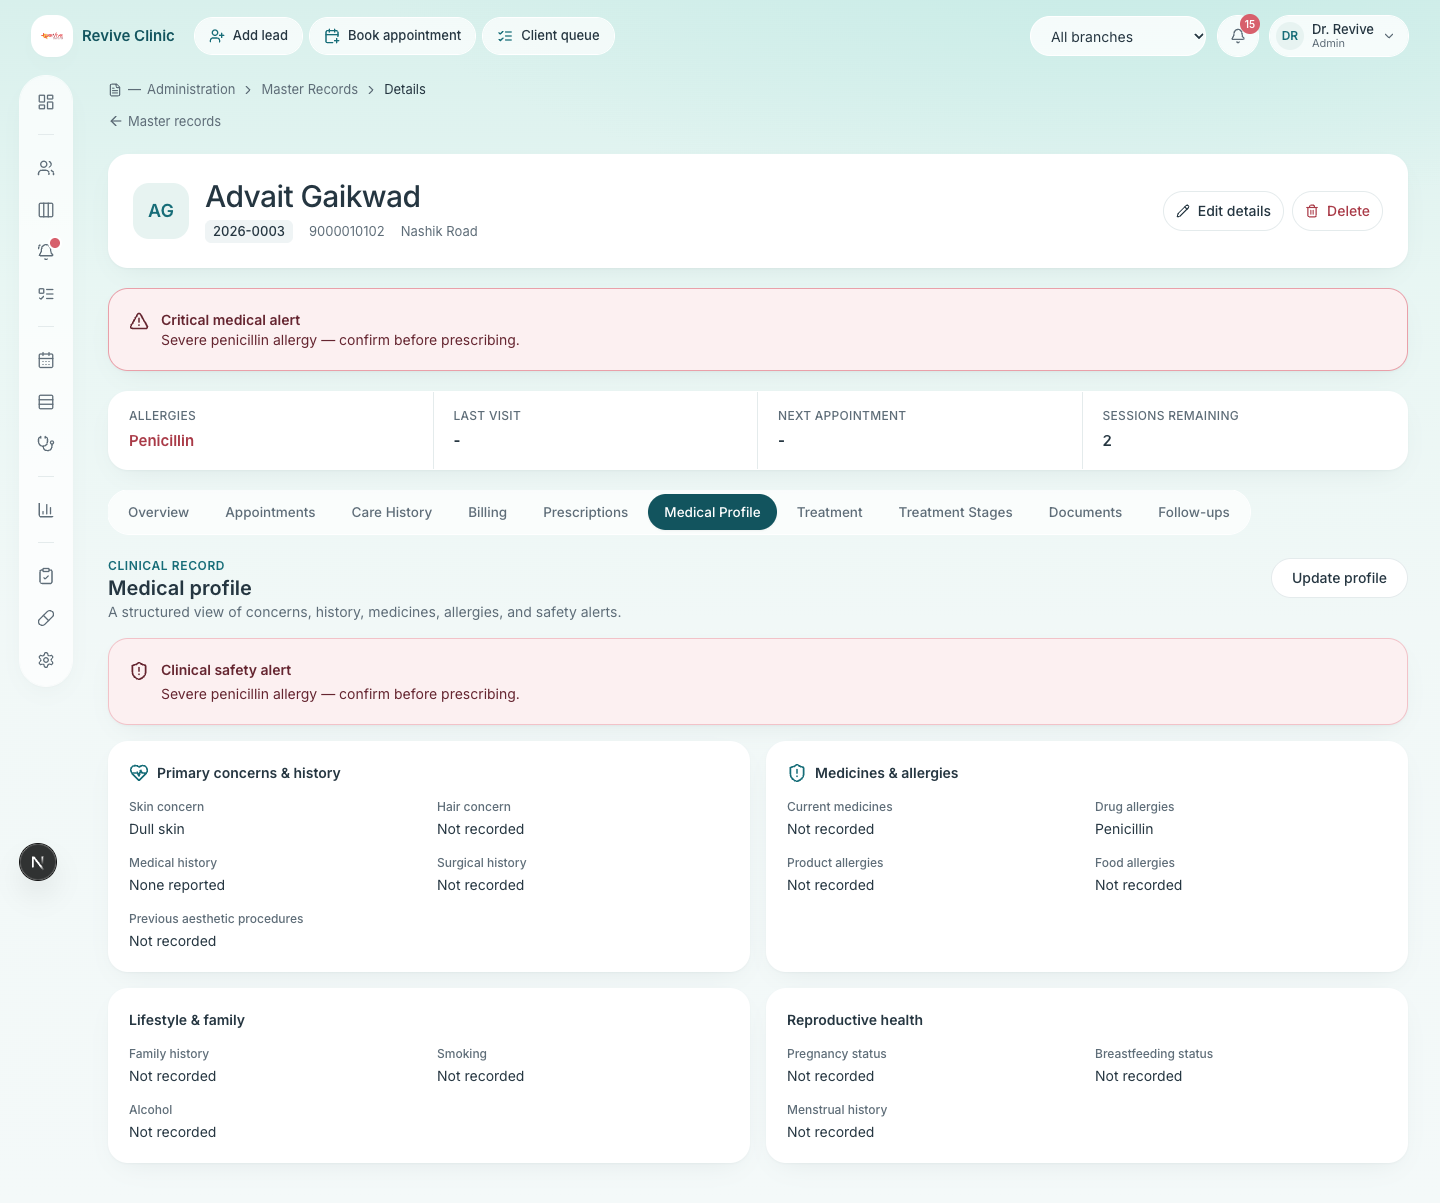 Revive Clinic
Add lead
Book appointment
Client queue
All branches
15
DR
Dr. Revive
Admin
— Administration > Master Records > Details
← Master records
AG
Advait Gaikwad
2026-0003 9000010102 Nashik Road
Edit details
Delete
Critical medical alert
Severe penicillin allergy — confirm before prescribing.
ALLERGIES
Penicillin
LAST VISIT
-
NEXT APPOINTMENT
-
SESSIONS REMAINING
2
Overview Appointments Care History Billing Prescriptions Medical Profile Treatment Treatment Stages Documents Follow-ups
CLINICAL RECORD
Medical profile
A structured view of concerns, history, medicines, allergies, and safety alerts.
Update profile
Clinical safety alert
Severe penicillin allergy — confirm before prescribing.
Primary concerns & history
Skin concern
Dull skin
Hair concern
Not recorded
Medical history
None reported
Surgical history
Not recorded
Previous aesthetic procedures
Not recorded
Medicines & allergies
Current medicines
Not recorded
Drug allergies
Penicillin
Product allergies
Not recorded
Food allergies
Not recorded
Lifestyle & family
Family history
Not recorded
Smoking
Not recorded
Alcohol
Not recorded
Reproductive health
Pregnancy status
Not recorded
Breastfeeding status
Not recorded
Menstrual history
Not recorded
N